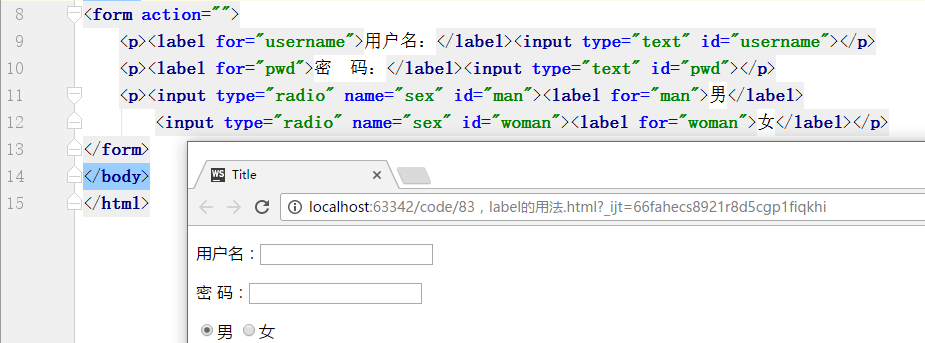 8 <form action="">
9 <p><label for="username">用户名：</label><input type="text" id="username"></p>
10 <p><label for="pwd">密　码：</label><input type="text" id="pwd"></p>
11 <p><input type="radio" name="sex" id="man"><label for="man">男</label>
12 <input type="radio" name="sex" id="woman"><label for="woman">女</label></p>
13 </form>
14 </body>
15 </html>
WS Title
localhost:63342/code/83，label的用法.html?_ijt=66fahecs8921r8d5cgp1fiqkhi
用户名：
密 码：
男 女